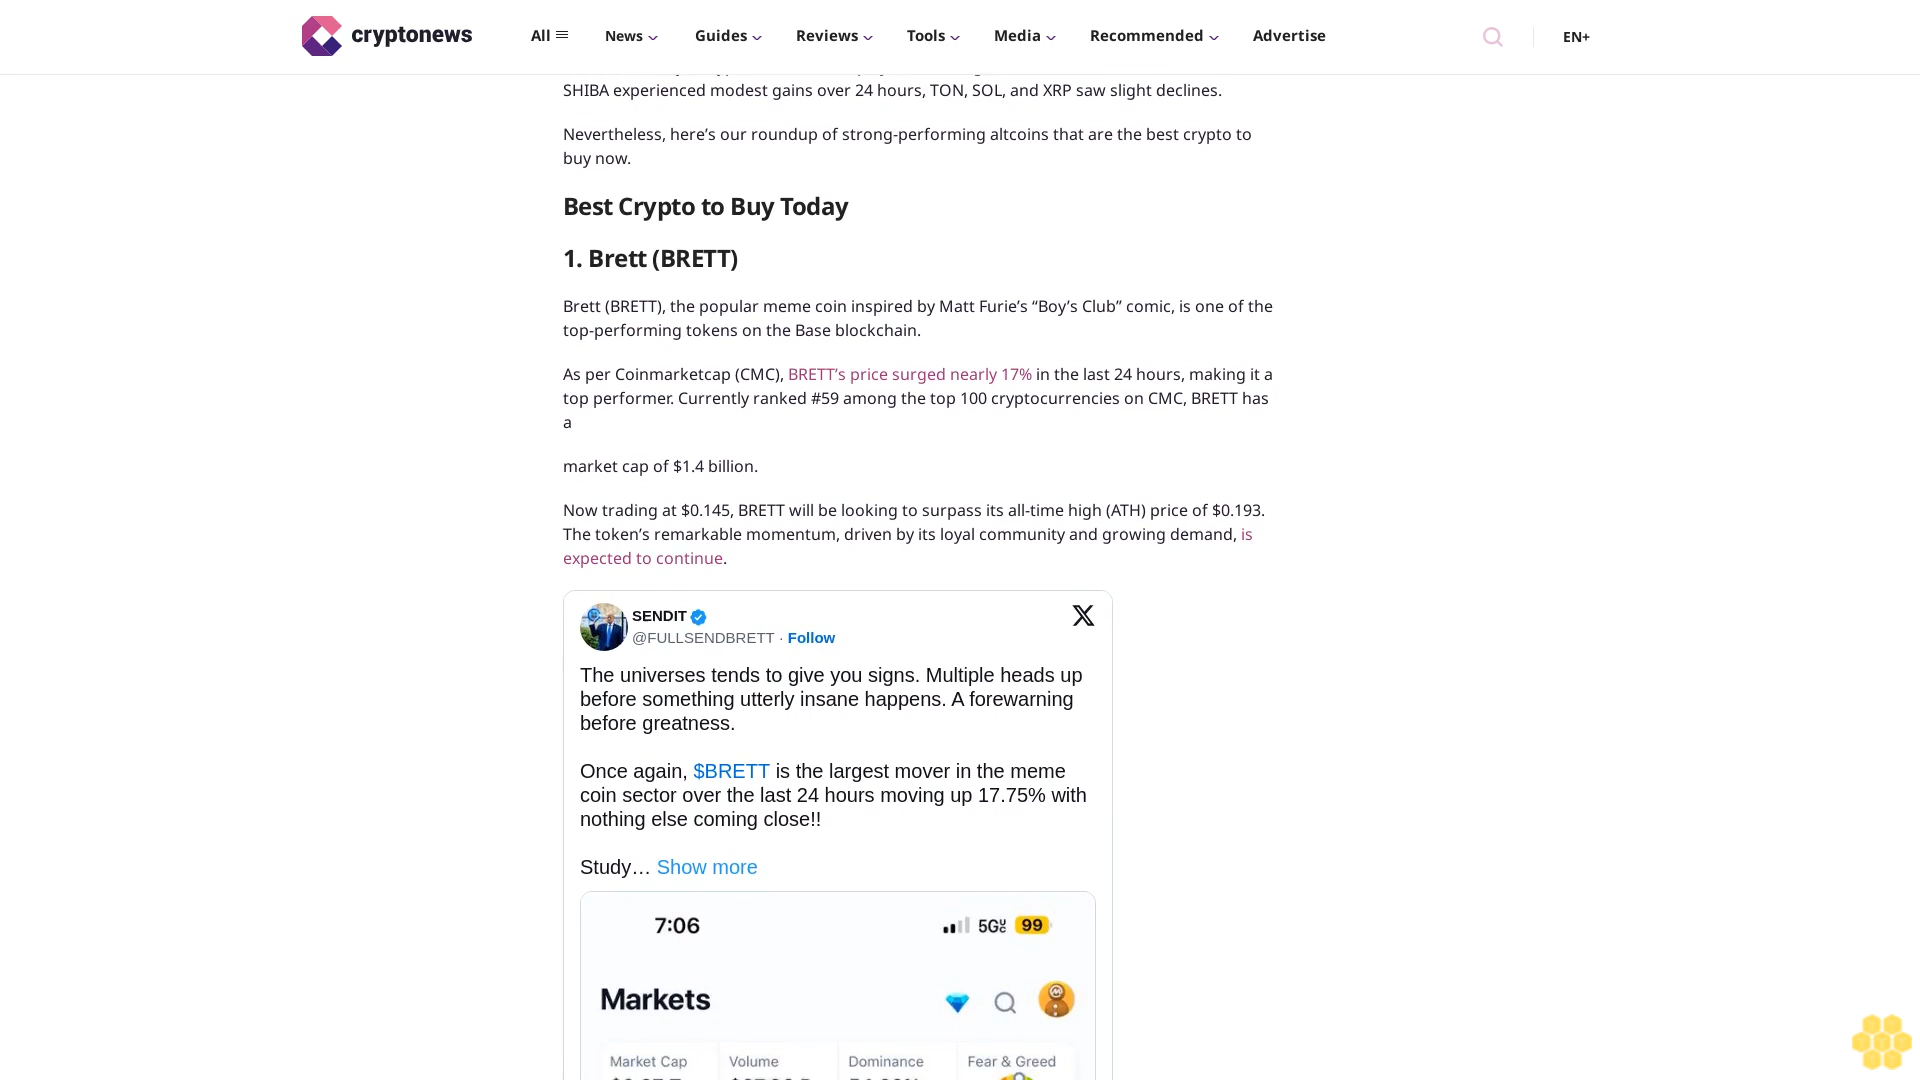 cryptonews
All
News
Guides
Reviews
Tools
Media
Recommended
Advertise
EN+
SHIBA experienced modest gains over 24 hours, TON, SOL, and XRP saw slight declines.
Nevertheless, here’s our roundup of strong-performing altcoins that are the best crypto to
buy now.
Best Crypto to Buy Today
1. Brett (BRETT)
Brett (BRETT), the popular meme coin inspired by Matt Furie’s “Boy’s Club” comic, is one of the
top-performing tokens on the Base blockchain.
As per Coinmarketcap (CMC), BRETT’s price surged nearly 17% in the last 24 hours, making it a
top performer. Currently ranked #59 among the top 100 cryptocurrencies on CMC, BRETT has
a
market cap of $1.4 billion.
Now trading at $0.145, BRETT will be looking to surpass its all-time high (ATH) price of $0.193.
The token’s remarkable momentum, driven by its loyal community and growing demand, is
expected to continue.
SENDIT
@FULLSENDBRETT · Follow
The universes tends to give you signs. Multiple heads up
before something utterly insane happens. A forewarning
before greatness.
Once again, $BRETT is the largest mover in the meme
coin sector over the last 24 hours moving up 17.75% with
nothing else coming close!!
Study… Show more
7:06
5G
99
Markets
Market Cap
Volume
Dominance
Fear & Greed